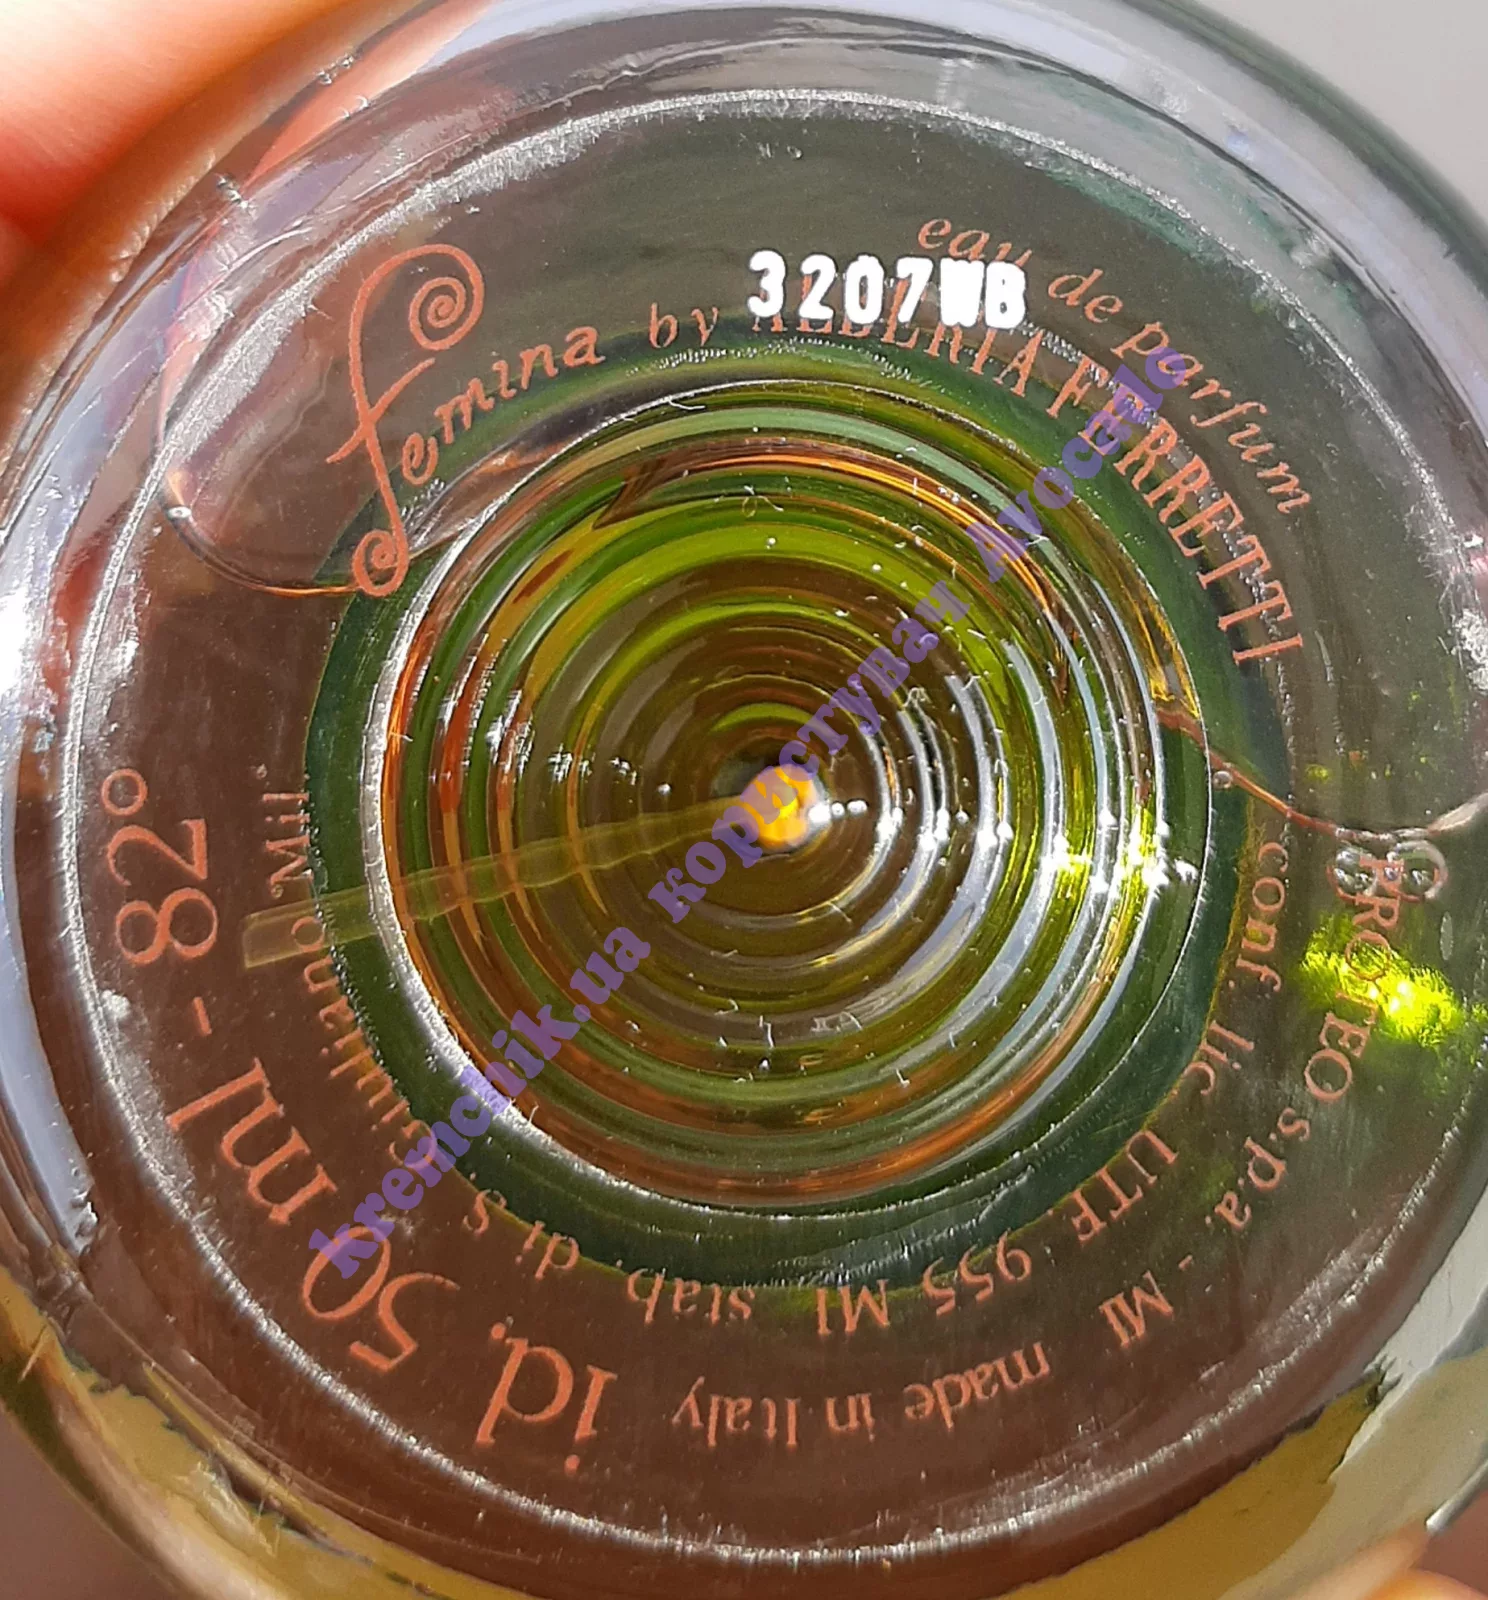 eau de parfum
3207WB
femina by ALBERTA FERRETTI
PROTEO s.p.a. - MI
made in Italy
id. 50 ml - 82°
conf. lic. UTF 955 MI stab. di S. Giuliano Mil.
kremchik.ua користувач Avocado